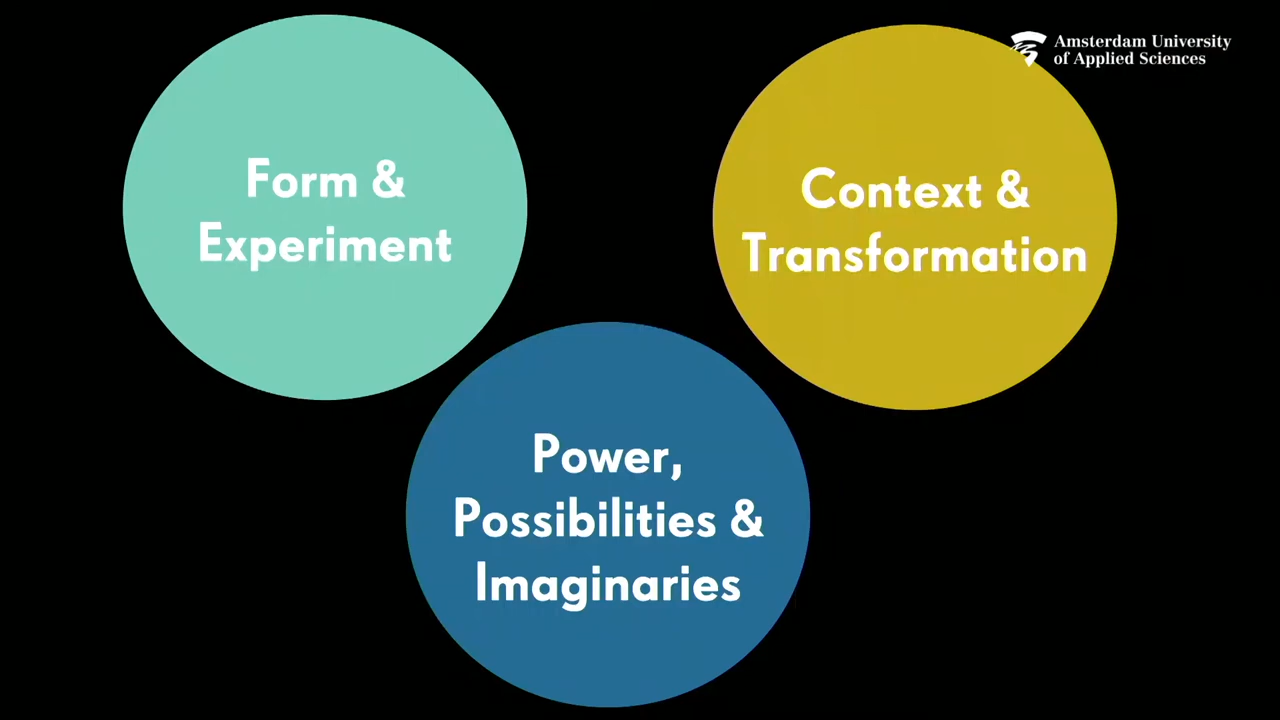 Amsterdam University
of Applied Sciences
Form &
Experiment
Context &
Transformation
Power,
Possibilities &
Imaginaries